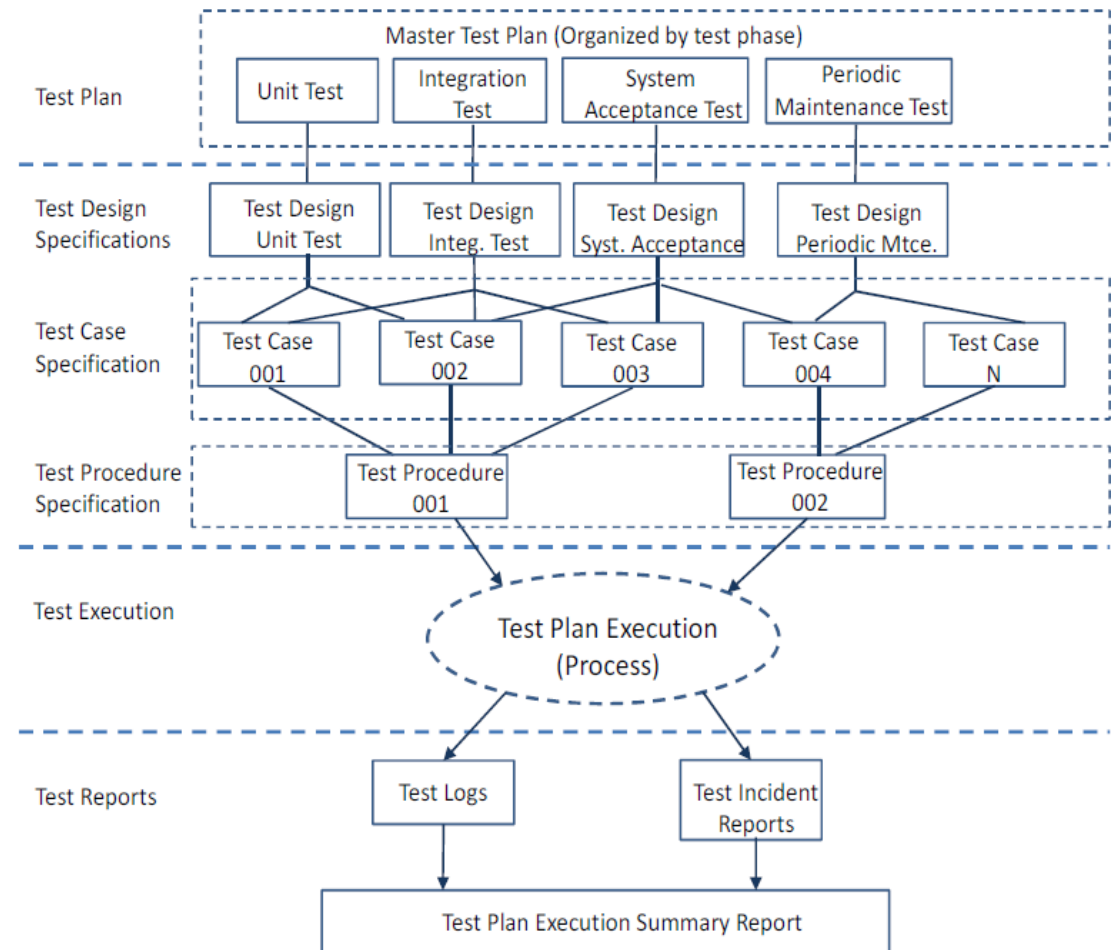 Master Test Plan (Organized by test phase)
Test Plan
Unit Test
Integration
Test
System
Acceptance Test
Periodic
Maintenance Test
Test Design
Specifications
Test Design
Unit Test
Test Design
Integ. Test
Test Design
Syst. Acceptance
Test Design
Periodic Mtce.
Test Case
Specification
Test Case
001
Test Case
002
Test Case
003
Test Case
004
Test Case
N
Test Procedure
Specification
Test Procedure
001
Test Procedure
002
Test Execution
Test Plan Execution
(Process)
Test Reports
Test Logs
Test Incident
Reports
Test Plan Execution Summary Report